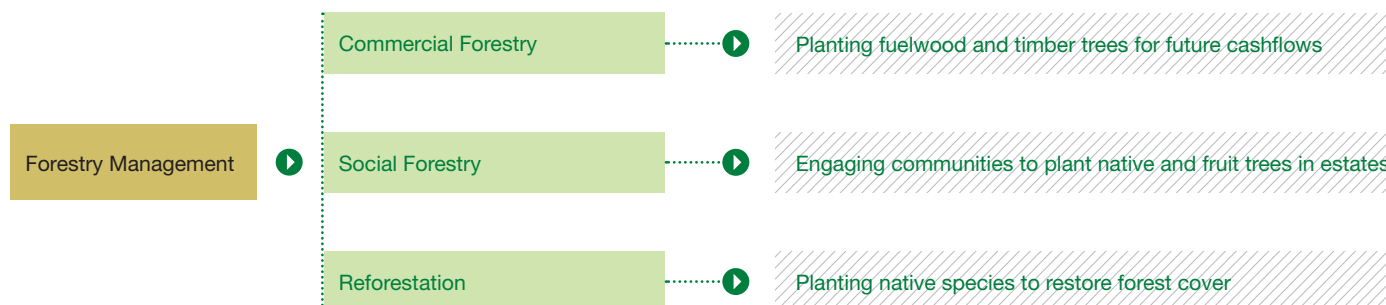 Commercial Forestry
Planting fuelwood and timber trees for future cashflows
Forestry Management
Social Forestry
Engaging communities to plant native and fruit trees in estates
Reforestation
Planting native species to restore forest cover